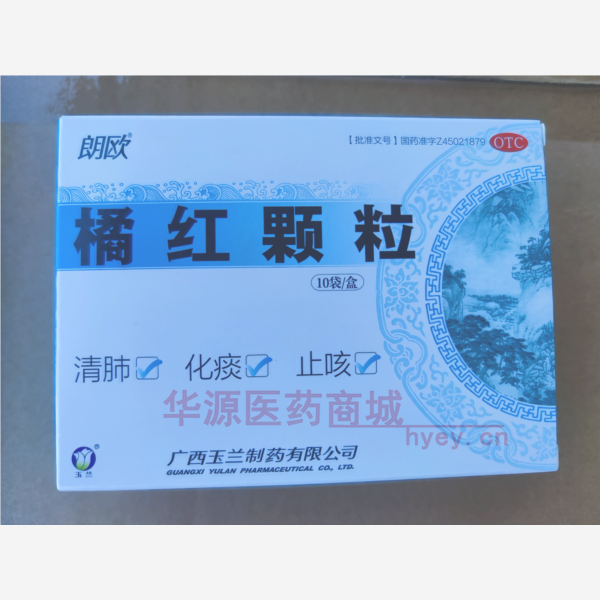 朗欧®
【批准文号】国药准字Z45021879 OTC
橘红颗粒
10袋/盒
清肺 化痰 止咳
华源医药商城
hyey.cn
广西玉兰制药有限公司
GUANGXI YULAN PHARMACEUTICAL CO., LTD.
®
玉兰